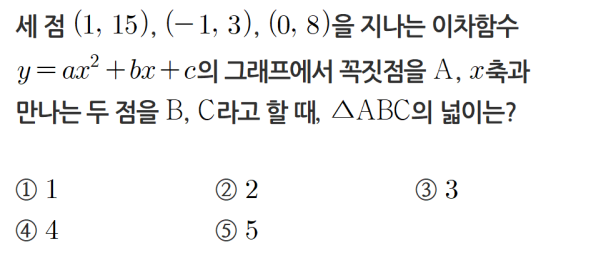 세 점 (1, 15), (−1, 3), (0, 8)을 지나는 이차함수
y=ax²+bx+c의 그래프에서 꼭짓점을 A, x축과
만나는 두 점을 B, C라고 할 때, △ABC의 넓이는?
① 1 ② 2 ③ 3
④ 4 ⑤ 5